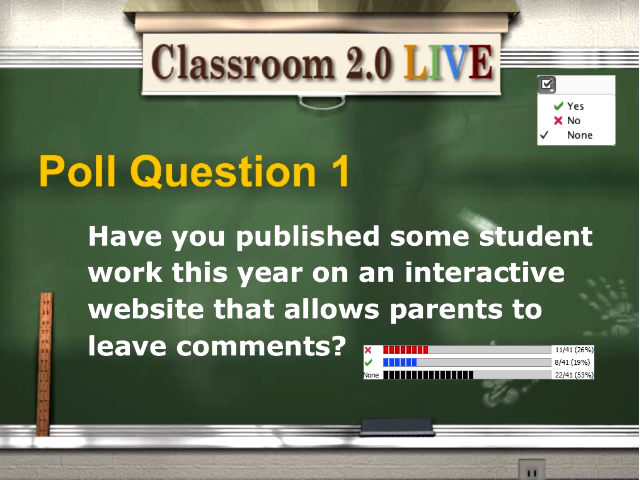 Classroom 2.0 LIVE
Yes
No
None
Poll Question 1
Have you published some student
work this year on an interactive
website that allows parents to
leave comments?
11/41 (26%)
8/41 (19%)
None 22/41 (53%)